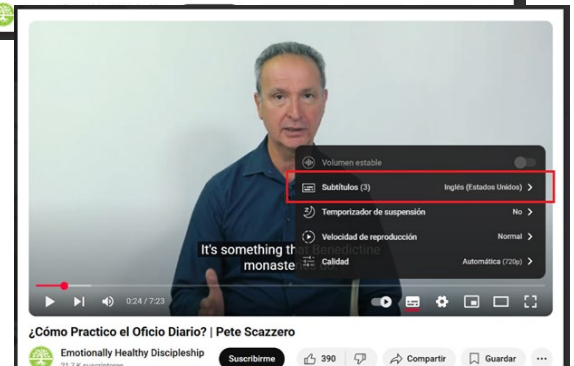 Volumen estable
Subtítulos (3) Inglés (Estados Unidos)
Temporizador de suspensión No
Velocidad de reproducción Normal
Calidad Automática (720p)
It's something that Benedictine
0:24 / 7:23
¿Cómo Practico el Oficio Diario? | Pete Scazzero
Emotionally Healthy Discipleship
Suscribirme
390
Compartir
Guardar